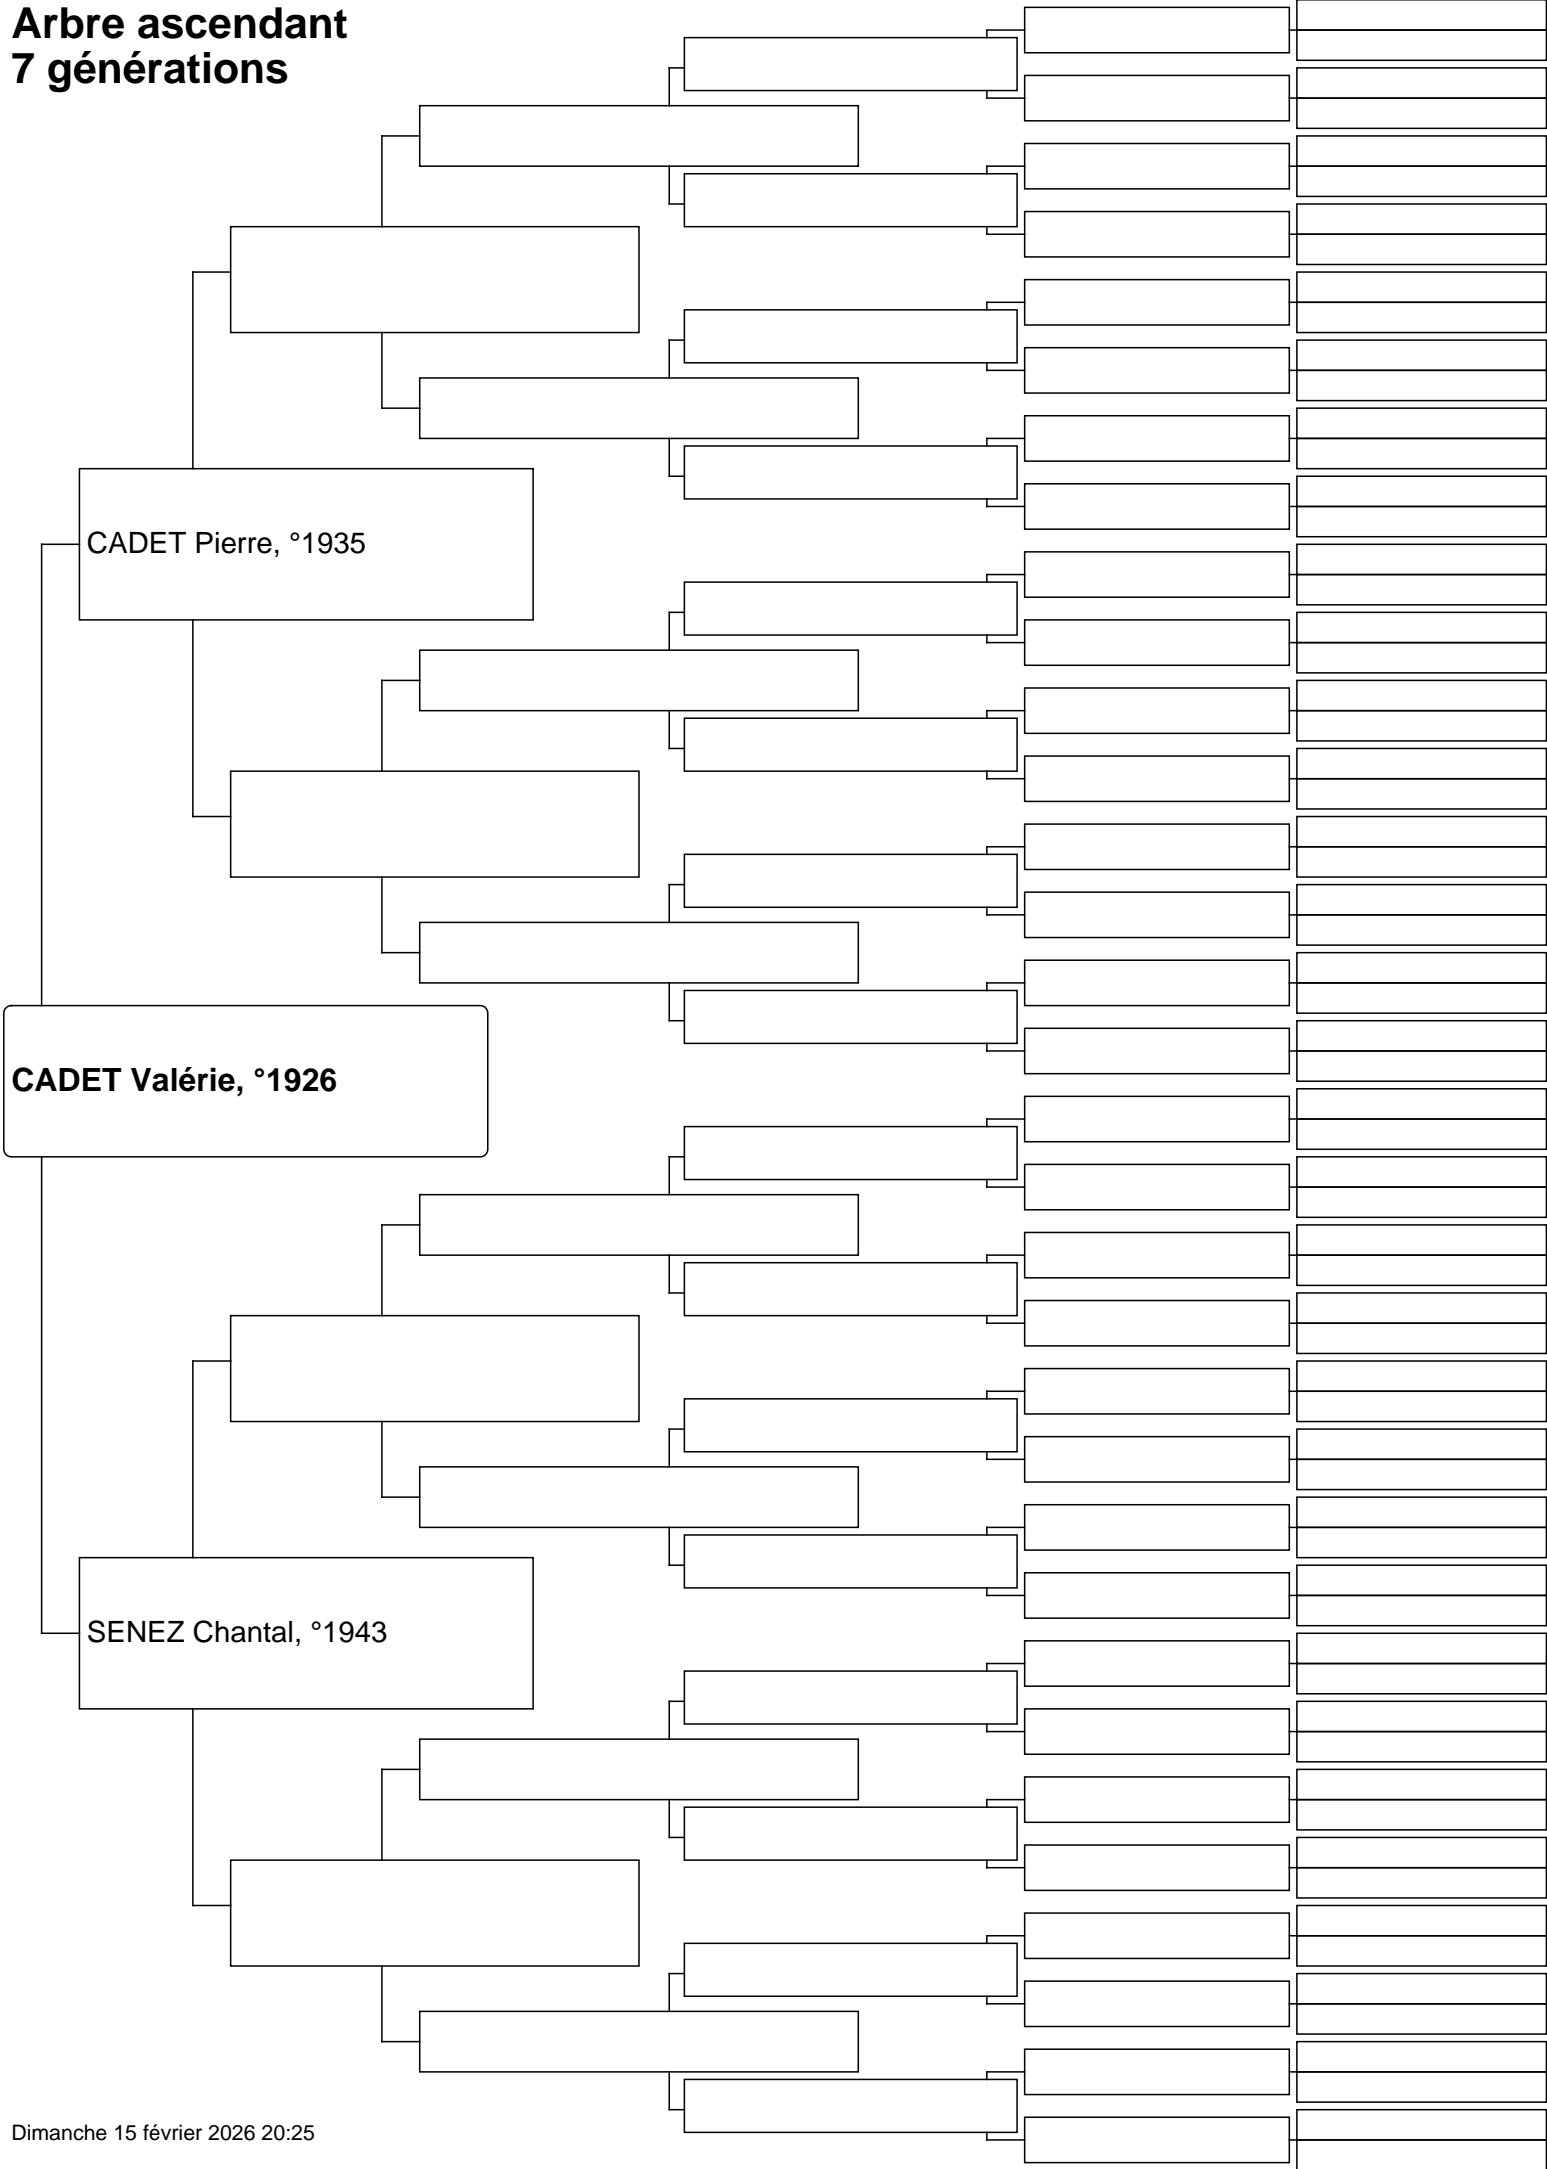 Arbre ascendant
7 générations
CADET Pierre, °1935
CADET Valérie, °1926
SENEZ Chantal, °1943
Dimanche 15 février 2026 20:25